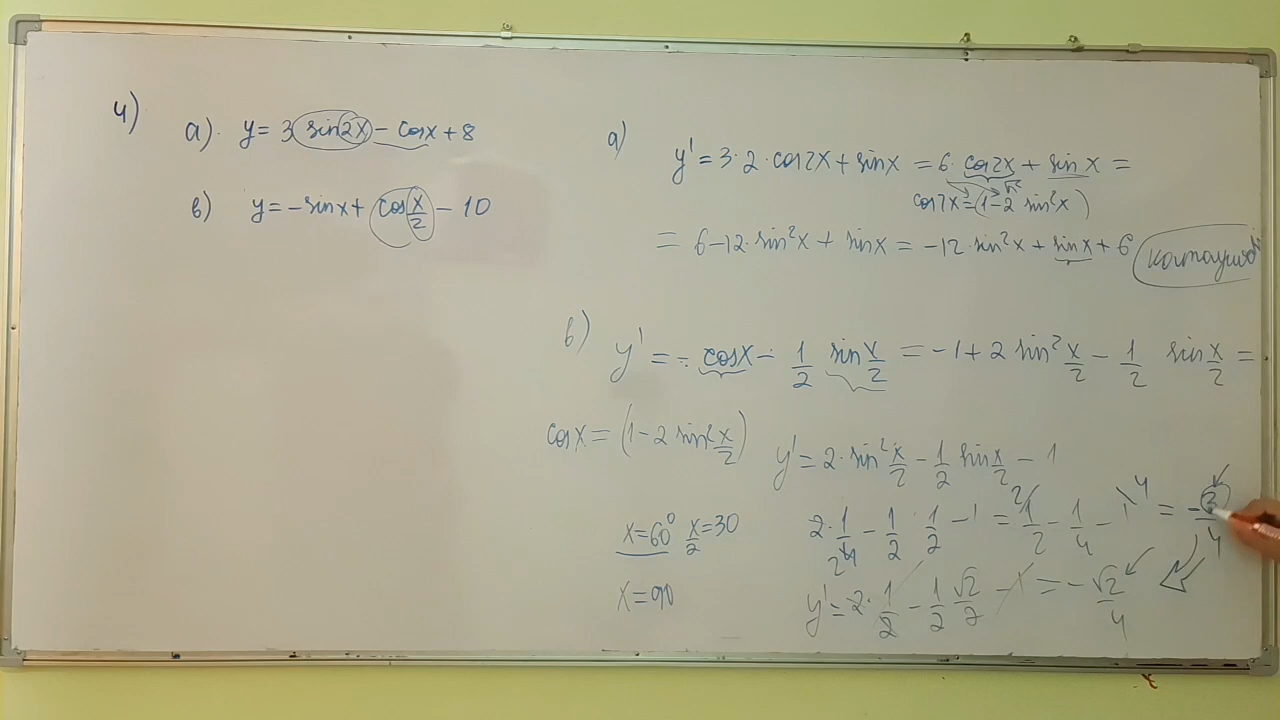 4)
a). y = 3 sin2x - cosx + 8
b) y = -sinx + cos x/2 - 10
a) y' = 3·2·cos2x + sinx = 6·cos2x + sinx =
cos2x = (1 - 2 sin²x)
= 6 - 12·sin²x + sinx = -12·sin²x + sinx + 6
b) y' = -cosx - 1/2 sin x/2 = -1 + 2 sin² x/2 - 1/2 sin x/2 =
cosx = (1 - 2 sin² x/2)
y' = 2·sin² x/2 - 1/2 sin x/2 - 1
x = 60° x/2 = 30
2·1/4 - 1/2 · 1/2 - 1 = 1/2 - 1/4 - 1 = -3/4
x = 90
y' = 2·1/2 - 1/2 √2/2 - 1 = -√2/4